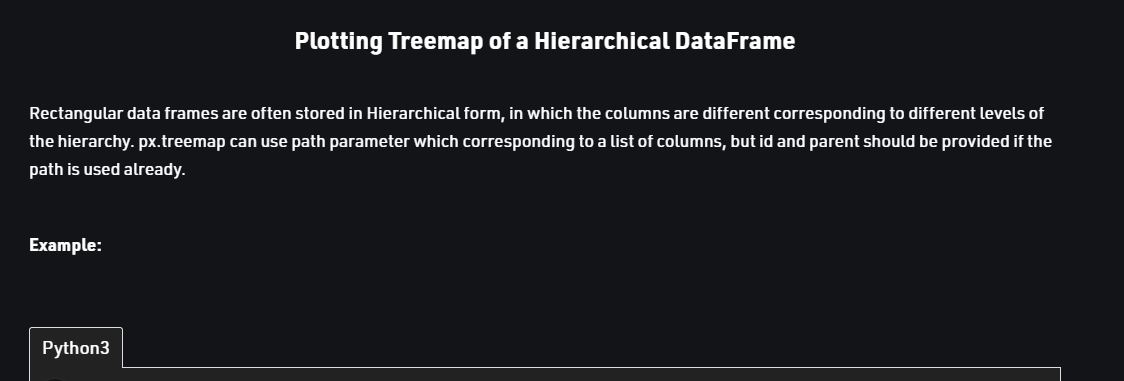 Plotting Treemap of a Hierarchical DataFrame
Rectangular data frames are often stored in Hierarchical form, in which the columns are different corresponding to different levels of
the hierarchy. px.treemap can use path parameter which corresponding to a list of columns, but id and parent should be provided if the
path is used already.
Example:
Python3